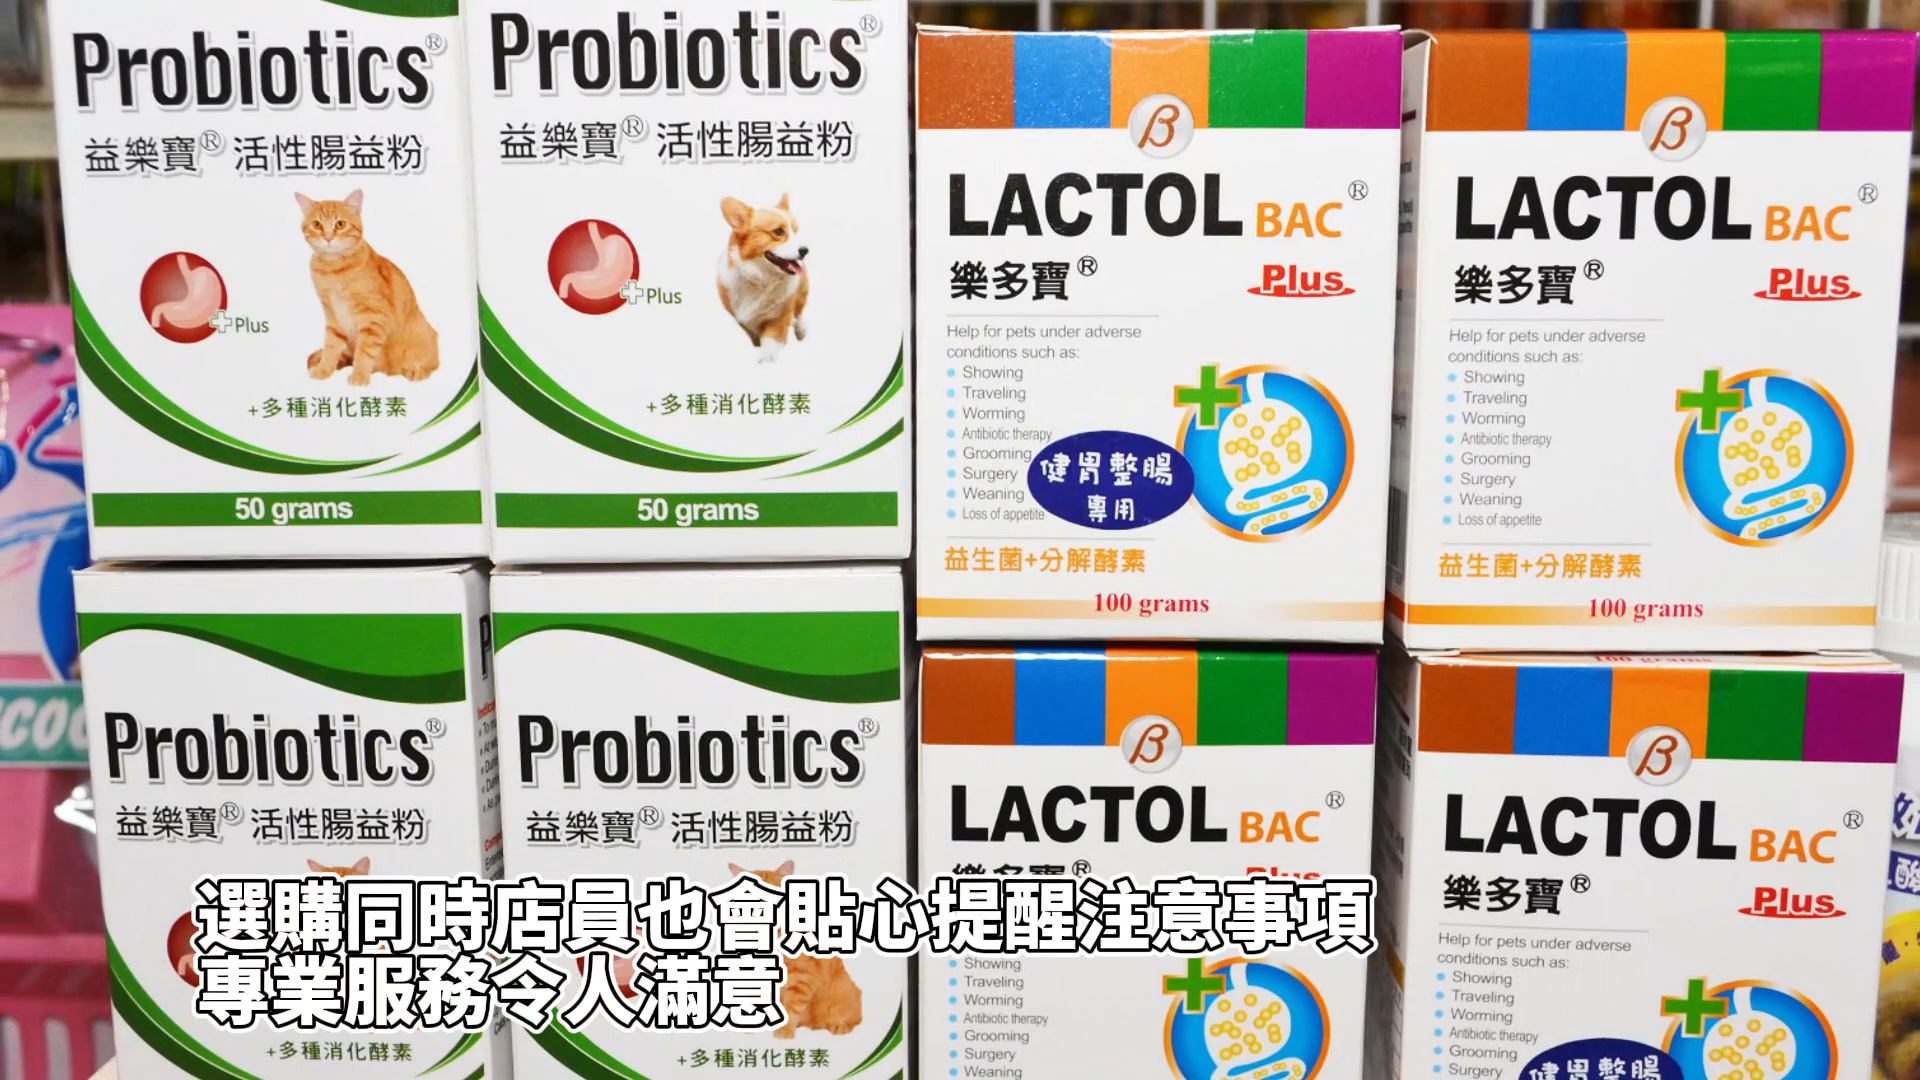 Probiotics®
益樂寶® 活性腸益粉
Plus
+多種消化酵素
50 grams
Probiotics®
益樂寶® 活性腸益粉
Plus
+多種消化酵素
50 grams
LACTOL BAC®
樂多寶® Plus
Help for pets under adverse
conditions such as:
Showing
Traveling
Worming
Antibiotic therapy
Grooming
Surgery
Weaning
Loss of appetite
健胃整腸
專用
益生菌+分解酵素
100 grams
LACTOL BAC®
樂多寶® Plus
Help for pets under adverse
conditions such as:
Showing
Traveling
Worming
Antibiotic therapy
Grooming
Surgery
Weaning
Loss of appetite
益生菌+分解酵素
100 grams
Probiotics®
益樂寶® 活性腸益粉
+多種消化酵素
Probiotics®
益樂寶® 活性腸益粉
+多種消化酵素
LACTOL BAC®
樂多寶® Plus
Showing
Traveling
Worming
Antibiotic therapy
Grooming
Surgery
Weaning
100 grams
LACTOL BAC®
樂多寶® Plus
Help for pets under adverse
conditions such as:
Showing
Traveling
Worming
Antibiotic therapy
Grooming
Surgery
健胃整腸
選購同時店員也會貼心提醒注意事項
專業服務令人滿意